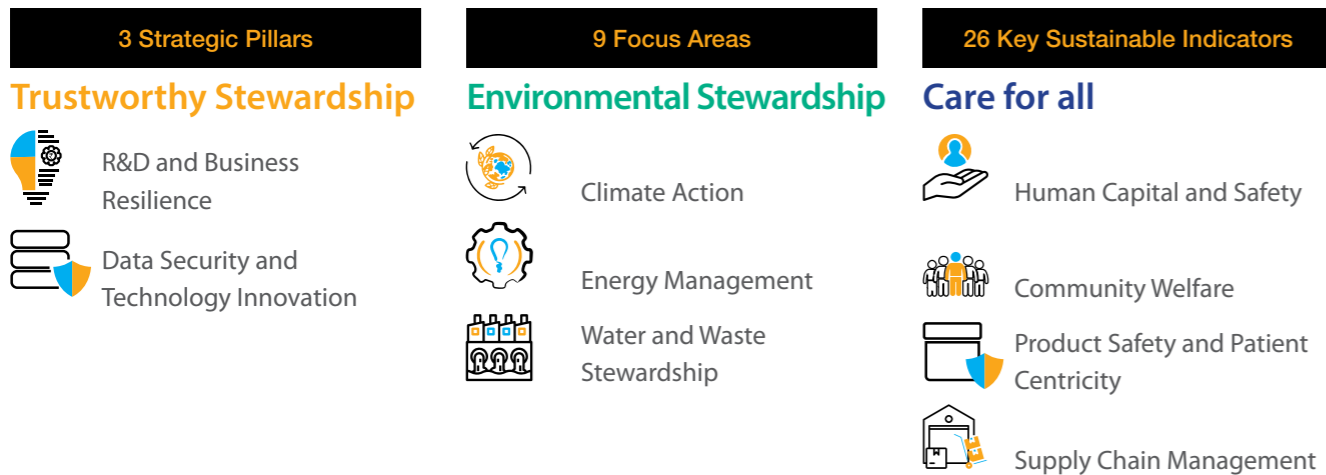 3 Strategic Pillars
9 Focus Areas
26 Key Sustainable Indicators
Trustworthy Stewardship
R&D and Business
Resilience
Data Security and
Technology Innovation
Environmental Stewardship
Climate Action
Energy Management
Water and Waste
Stewardship
Care for all
Human Capital and Safety
Community Welfare
Product Safety and Patient
Centricity
Supply Chain Management